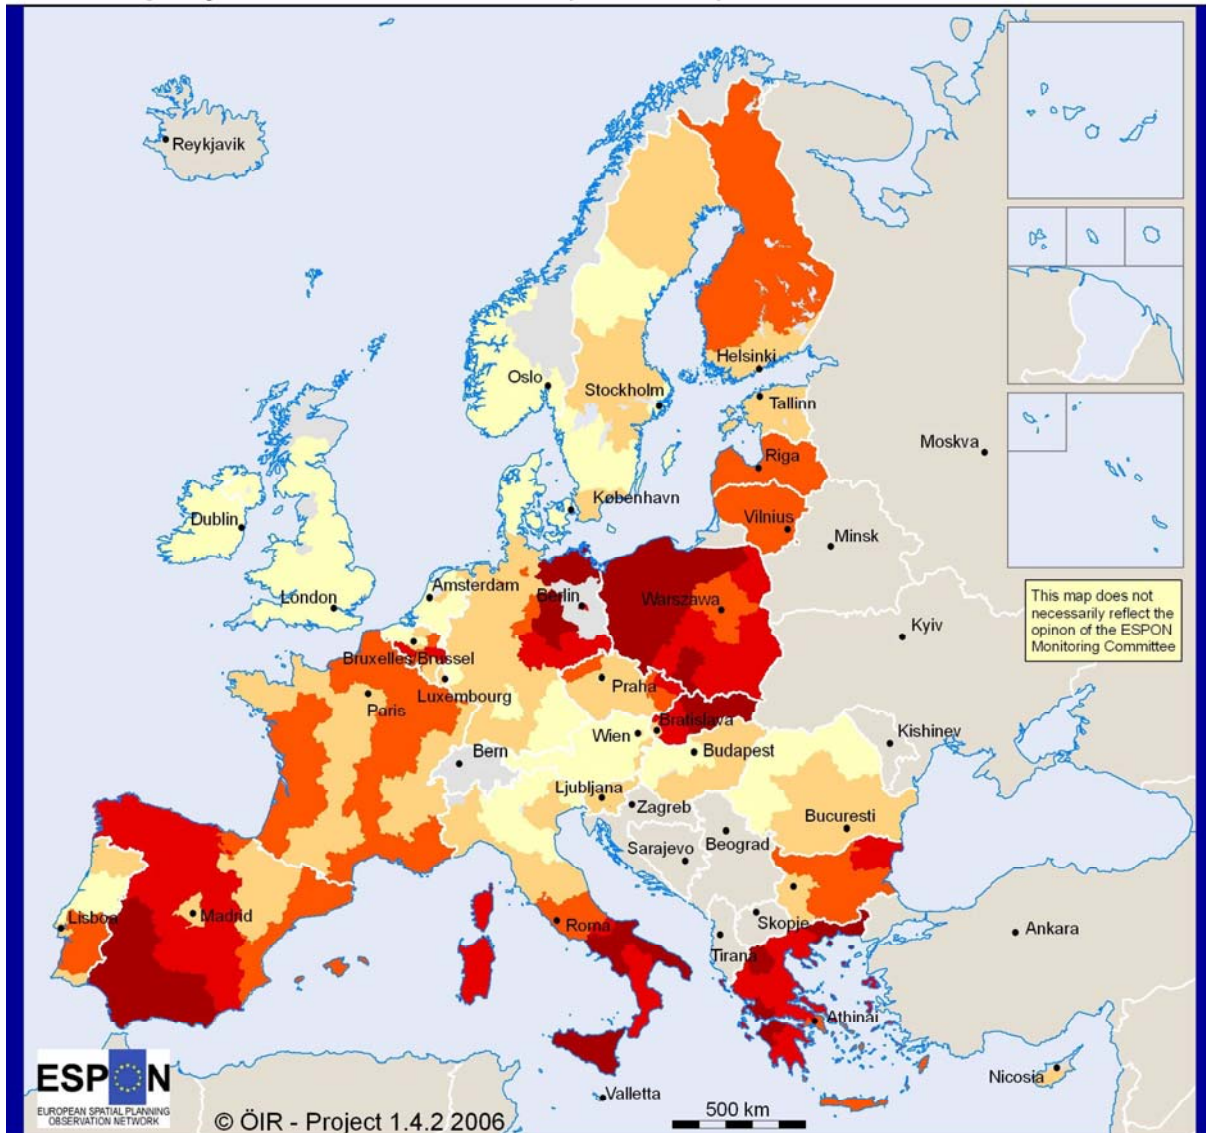 Reykjavik
Oslo
Stockholm
Helsinki
Tallinn
Moskva
Riga
København
Dublin
Vilnius
Minsk
London
Amsterdam
Berlin
Warszawa
This map does not
necessarily reflect the
opinon of the ESPON
Monitoring Committee
Kyiv
Bruxelles/Brussel
Luxembourg
Praha
Paris
Bratislava
Wien
Kishinev
Budapest
Bern
Ljubljana
Zagreb
Bucuresti
Beograd
Sarajevo
Lisboa
Madrid
Roma
Skopje
Ankara
Tirana
Athinai
Nicosia
Valletta
ESPON
EUROPEAN SPATIAL PLANNING
OBSERVATION NETWORK
© ÖIR - Project 1.4.2 2006
500 km